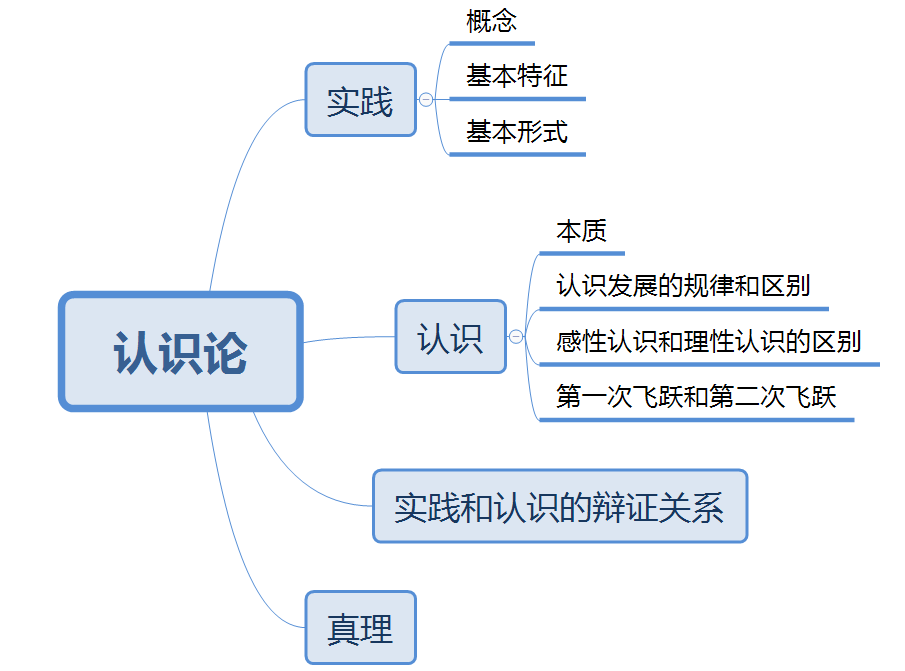 认识论
实践
概念
基本特征
基本形式
认识
本质
认识发展的规律和区别
感性认识和理性认识的区别
第一次飞跃和第二次飞跃
实践和认识的辩证关系
真理